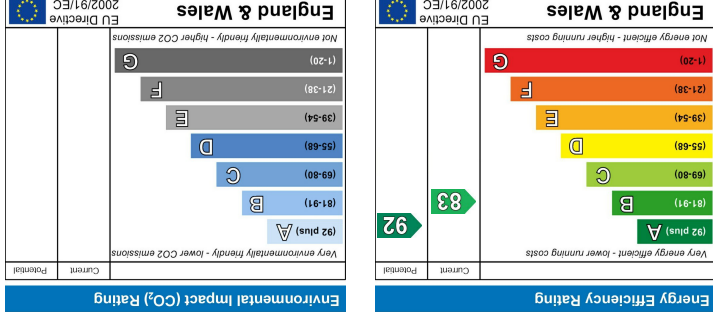 Energy Efficiency Rating
Current
Potential
Very energy efficient - lower running costs
(92 plus) A
(81-91) B
(69-80) C
(55-68) D
(39-54) E
(21-38) F
(1-20) G
83
92
Not energy efficient - higher running costs
England & Wales
EU Directive
2002/91/EC
Environmental Impact (CO₂) Rating
Current
Potential
Very environmentally friendly - lower CO2 emissions
(92 plus) A
(81-91) B
(69-80) C
(55-68) D
(39-54) E
(21-38) F
(1-20) G
Not environmentally friendly - higher CO2 emissions
England & Wales
EU Directive
2002/91/EC